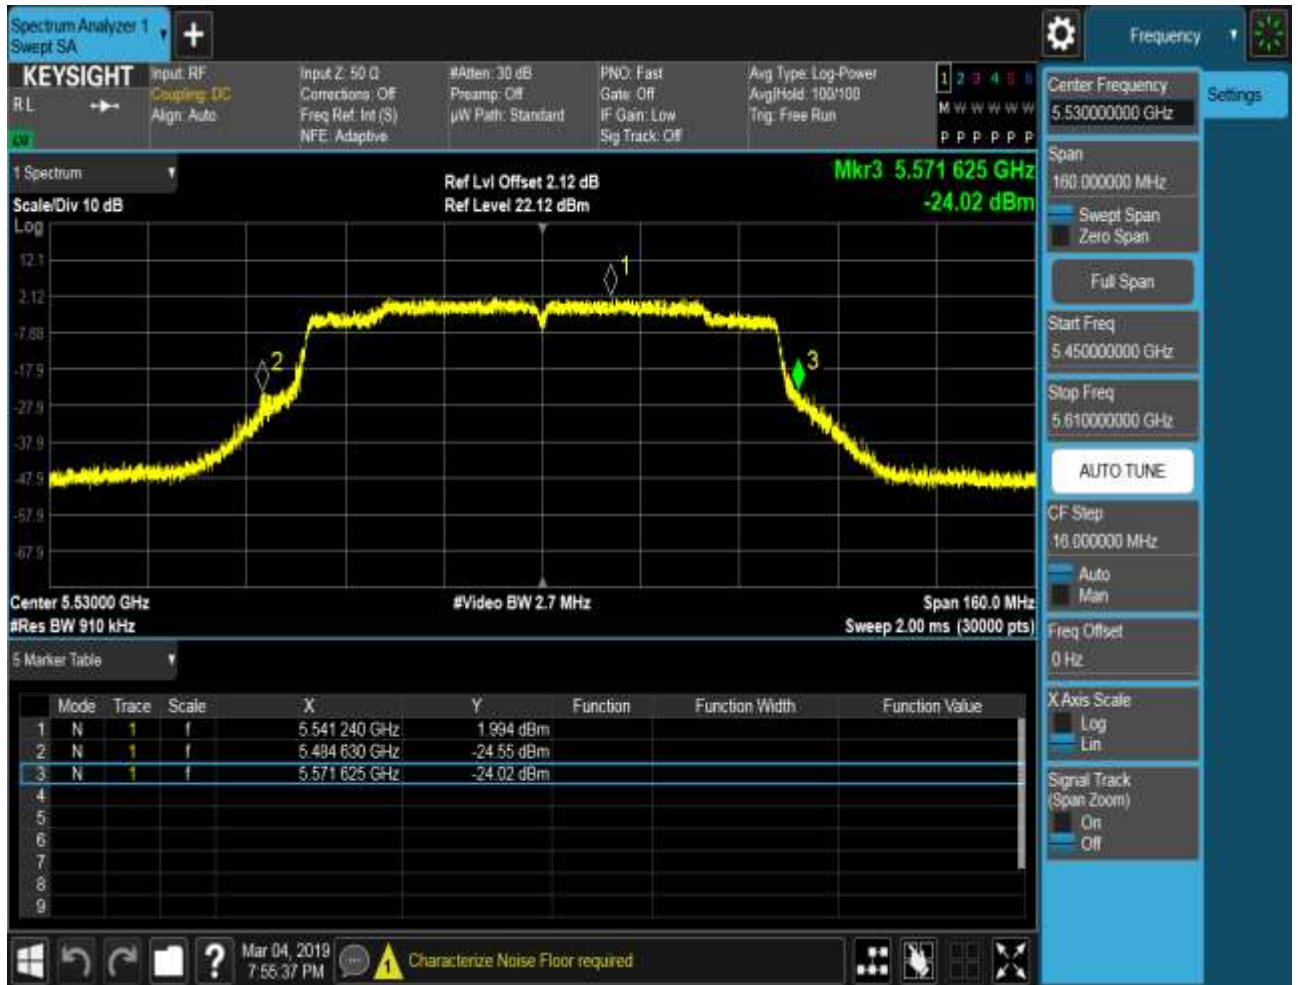 Spectrum Analyzer 1
Swept SA
Frequency
KEYSIGHT
RL
Input: RF
Coupling: DC
Align: Auto
Input Z: 50 Ω
Corrections: Off
Freq Ref: Int (S)
NFE: Adaptive
#Atten: 30 dB
Preamp: Off
µW Path: Standard
PNO: Fast
Gate: Off
IF Gain: Low
Sig Track: Off
Avg Type: Log-Power
Avg|Hold: 100/100
Trig: Free Run
1 2 3 4 5 6
M W W W W W
P P P P P P
1 Spectrum
Scale/Div 10 dB
Ref Lvl Offset 2.12 dB
Ref Level 22.12 dBm
Mkr3 5.571 625 GHz
-24.02 dBm
Log
12.1
2.12
-7.88
-17.9
-27.9
-37.9
-47.9
-57.9
-67.9
1
2
3
Center 5.53000 GHz
#Video BW 2.7 MHz
Span 160.0 MHz
#Res BW 910 kHz
Sweep 2.00 ms (30000 pts)
5 Marker Table
Mode Trace Scale X Y Function Function Width Function Value
1 N 1 f 5.541 240 GHz 1.994 dBm
2 N 1 f 5.484 630 GHz -24.55 dBm
3 N 1 f 5.571 625 GHz -24.02 dBm
4
5
6
7
8
9
Mar 04, 2019
7:55:37 PM
1
Characterize Noise Floor required
Center Frequency
5.530000000 GHz
Settings
Span
160.000000 MHz
Swept Span
Zero Span
Full Span
Start Freq
5.450000000 GHz
Stop Freq
5.610000000 GHz
AUTO TUNE
CF Step
16.000000 MHz
Auto
Man
Freq Offset
0 Hz
X Axis Scale
Log
Lin
Signal Track
(Span Zoom)
On
Off